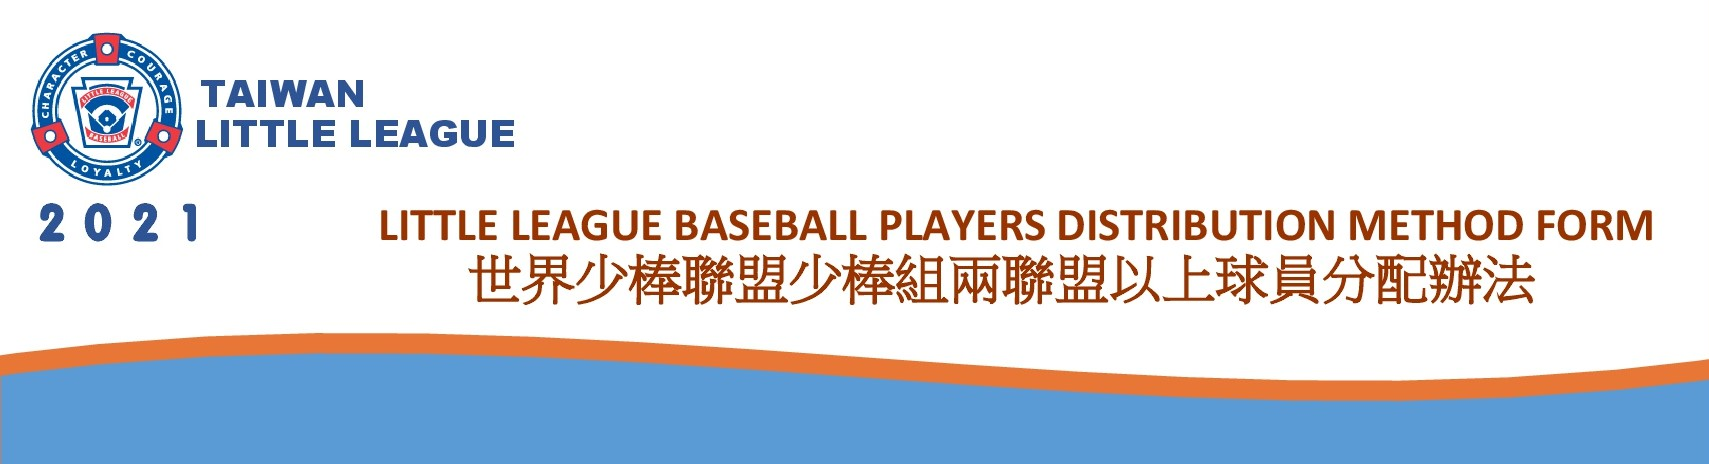 CHARACTER
COURAGE
LITTLE LEAGUE
BASEBALL
®
LOYALTY
TAIWAN
LITTLE LEAGUE
2021
LITTLE LEAGUE BASEBALL PLAYERS DISTRIBUTION METHOD FORM
世界少棒聯盟少棒組兩聯盟以上球員分配辦法